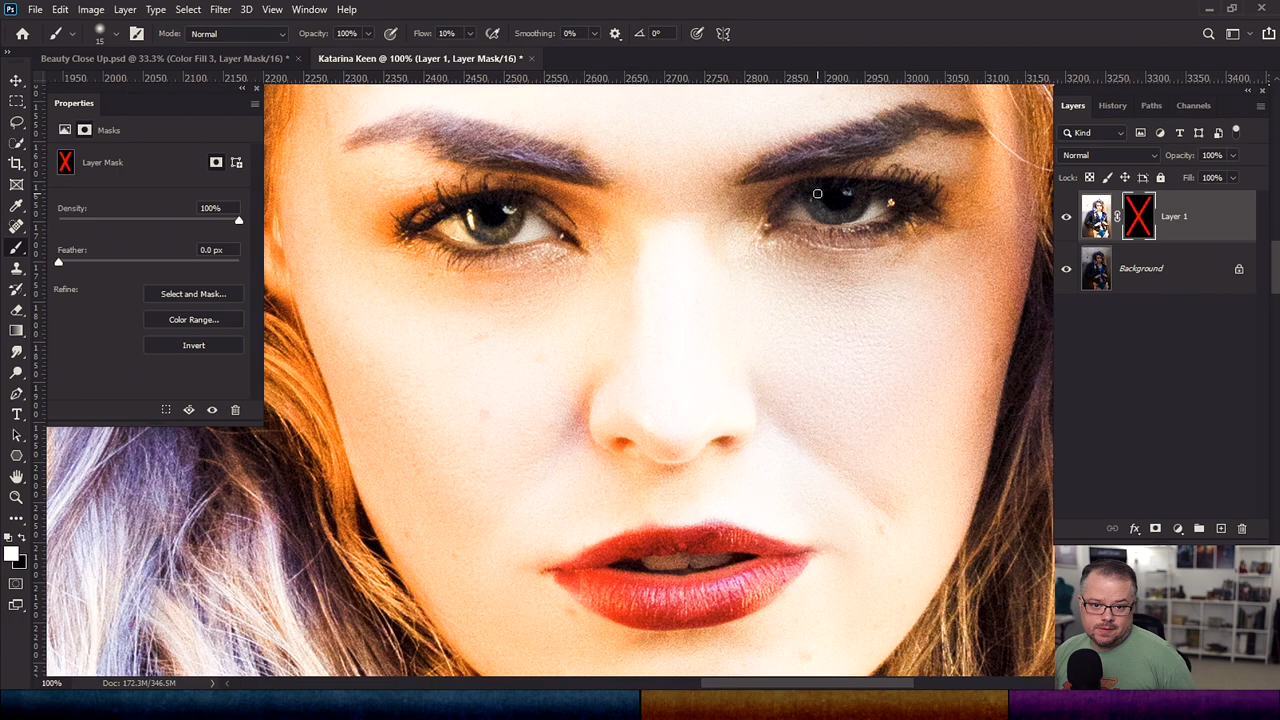 Ps File Edit Image Layer Type Select Filter 3D View Window Help
15 Mode: Normal Opacity: 100% Flow: 10% Smoothing: 0% 0°
Beauty Close Up.psd @ 33.3% (Color Fill 3, Layer Mask/16) * × Katarina Keen @ 100% (Layer 1, Layer Mask/16) * ×
1950 2000 2050 2100 2150 2200 2250 2300 2350 2400 2450 2500 2550 2600 2650 2700 2750 2800 2850 2900 2950 3000 3050 3100 3200 3250 3300 3350 3400
Properties
Masks
Layer Mask
Density: 100%
Feather: 0.0 px
Refine: Select and Mask...
Color Range...
Invert
Layers History Paths Channels
Kind
Normal Opacity: 100%
Lock: Fill: 100%
Layer 1
Background
fx
100% Doc: 172.3M/346.5M